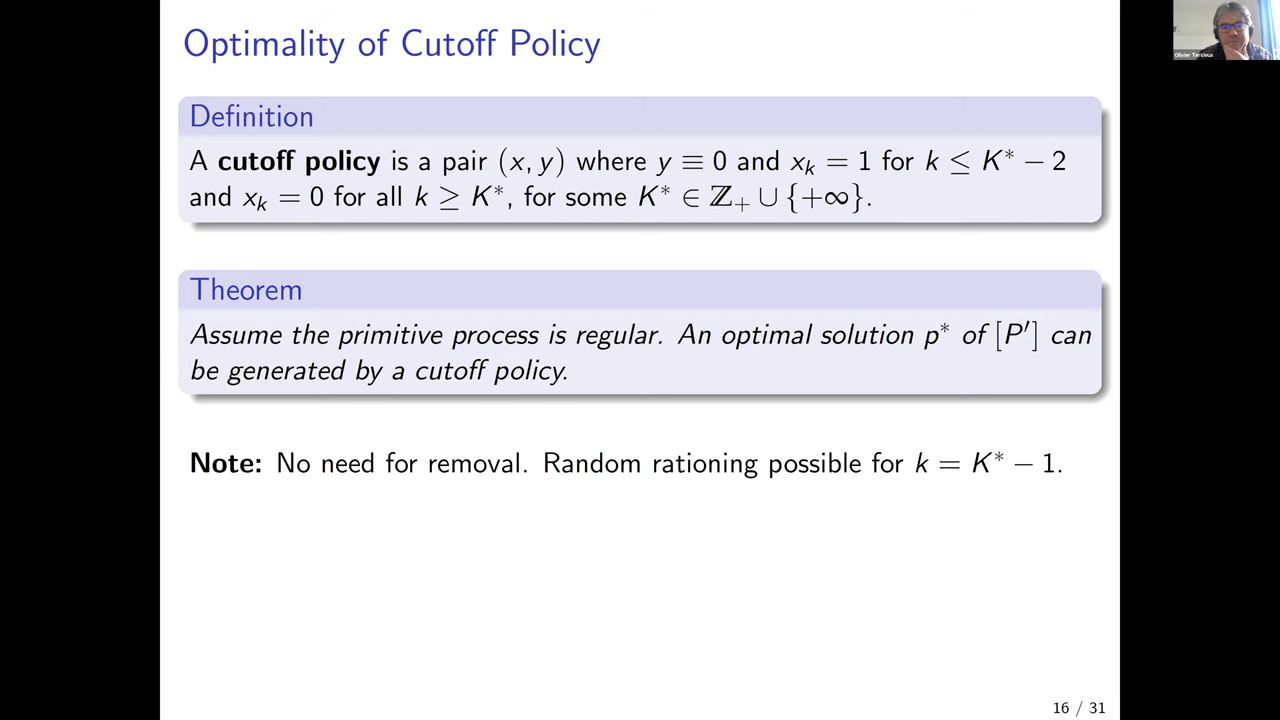 Optimality of Cutoff Policy
Olivier Tercieux
Definition
A cutoff policy is a pair (x, y) where y ≡ 0 and x_k = 1 for k ≤ K* − 2
and x_k = 0 for all k ≥ K*, for some K* ∈ ℤ₊ ∪ {+∞}.
Theorem
Assume the primitive process is regular. An optimal solution p* of [P′] can
be generated by a cutoff policy.
Note: No need for removal. Random rationing possible for k = K* − 1.
16 / 31